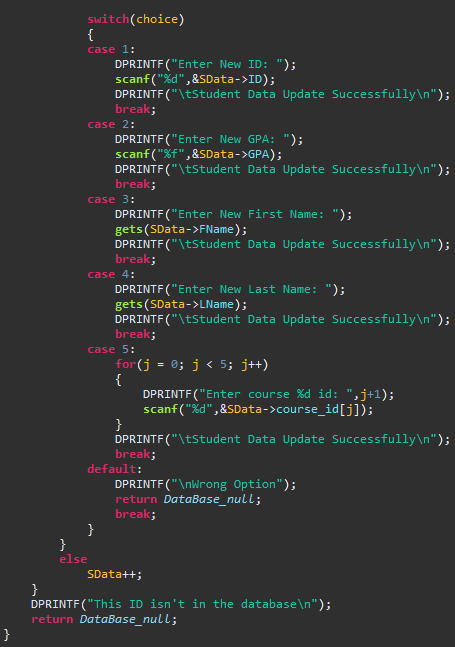 switch(choice)
{
case 1:
DPRINTF("Enter New ID: ");
scanf("%d",&SData->ID);
DPRINTF("\tStudent Data Update Successfully\n");
break;
case 2:
DPRINTF("Enter New GPA: ");
scanf("%f",&SData->GPA);
DPRINTF("\tStudent Data Update Successfully\n");
break;
case 3:
DPRINTF("Enter New First Name: ");
gets(SData->FName);
DPRINTF("\tStudent Data Update Successfully\n");
break;
case 4:
DPRINTF("Enter New Last Name: ");
gets(SData->LName);
DPRINTF("\tStudent Data Update Successfully\n");
break;
case 5:
for(j = 0; j < 5; j++)
{
DPRINTF("Enter course %d id: ",j+1);
scanf("%d",&SData->course_id[j]);
}
DPRINTF("\tStudent Data Update Successfully\n");
break;
default:
DPRINTF("\nWrong Option");
return DataBase_null;
break;
}
}
else
SData++;
}
DPRINTF("This ID isn't in the database\n");
return DataBase_null;
}